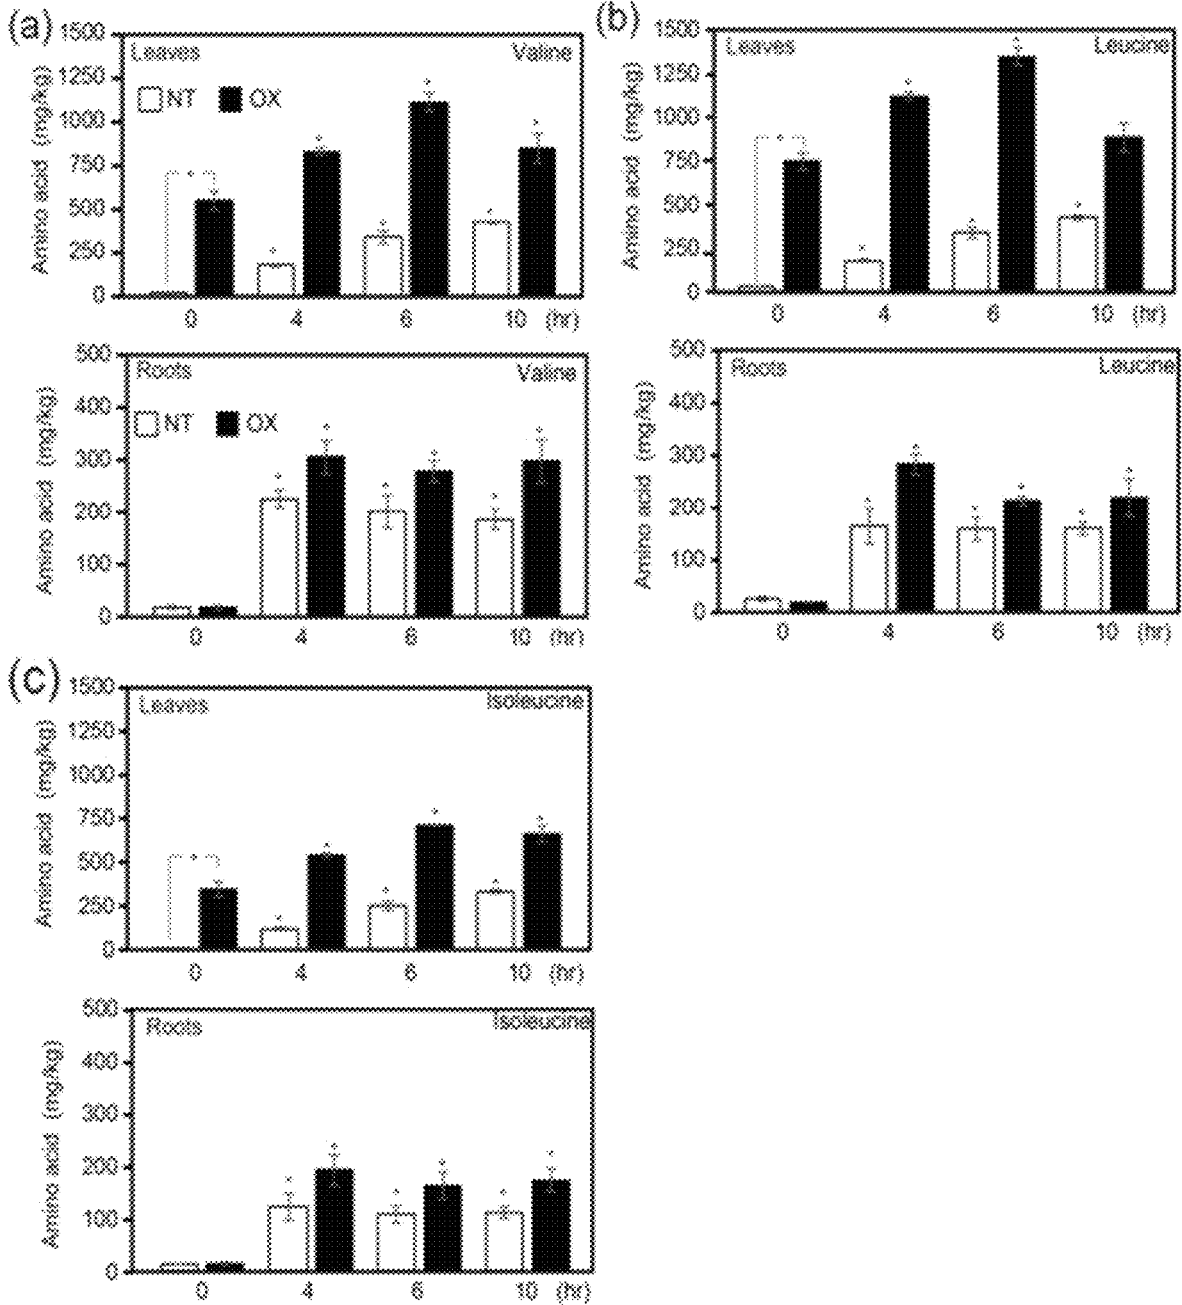 (a)
1500
1250
1000
750
500
250
0
Amino acid (mg/kg)
Leaves
Valine
NT OX
0 4 6 10 (hr)
500
400
300
200
100
0
Amino acid (mg/kg)
Roots
Valine
NT OX
0 4 6 10 (hr)
(b)
1500
1250
1000
750
500
250
0
Amino acid (mg/kg)
Leaves
Leucine
0 4 6 10 (hr)
500
400
300
200
100
0
Amino acid (mg/kg)
Roots
Leucine
0 4 6 10 (hr)
(c)
1500
1250
1000
750
500
250
0
Amino acid (mg/kg)
Leaves
Isoleucine
0 4 6 10 (hr)
500
400
300
200
100
0
Amino acid (mg/kg)
Roots
Isoleucine
0 4 6 10 (hr)